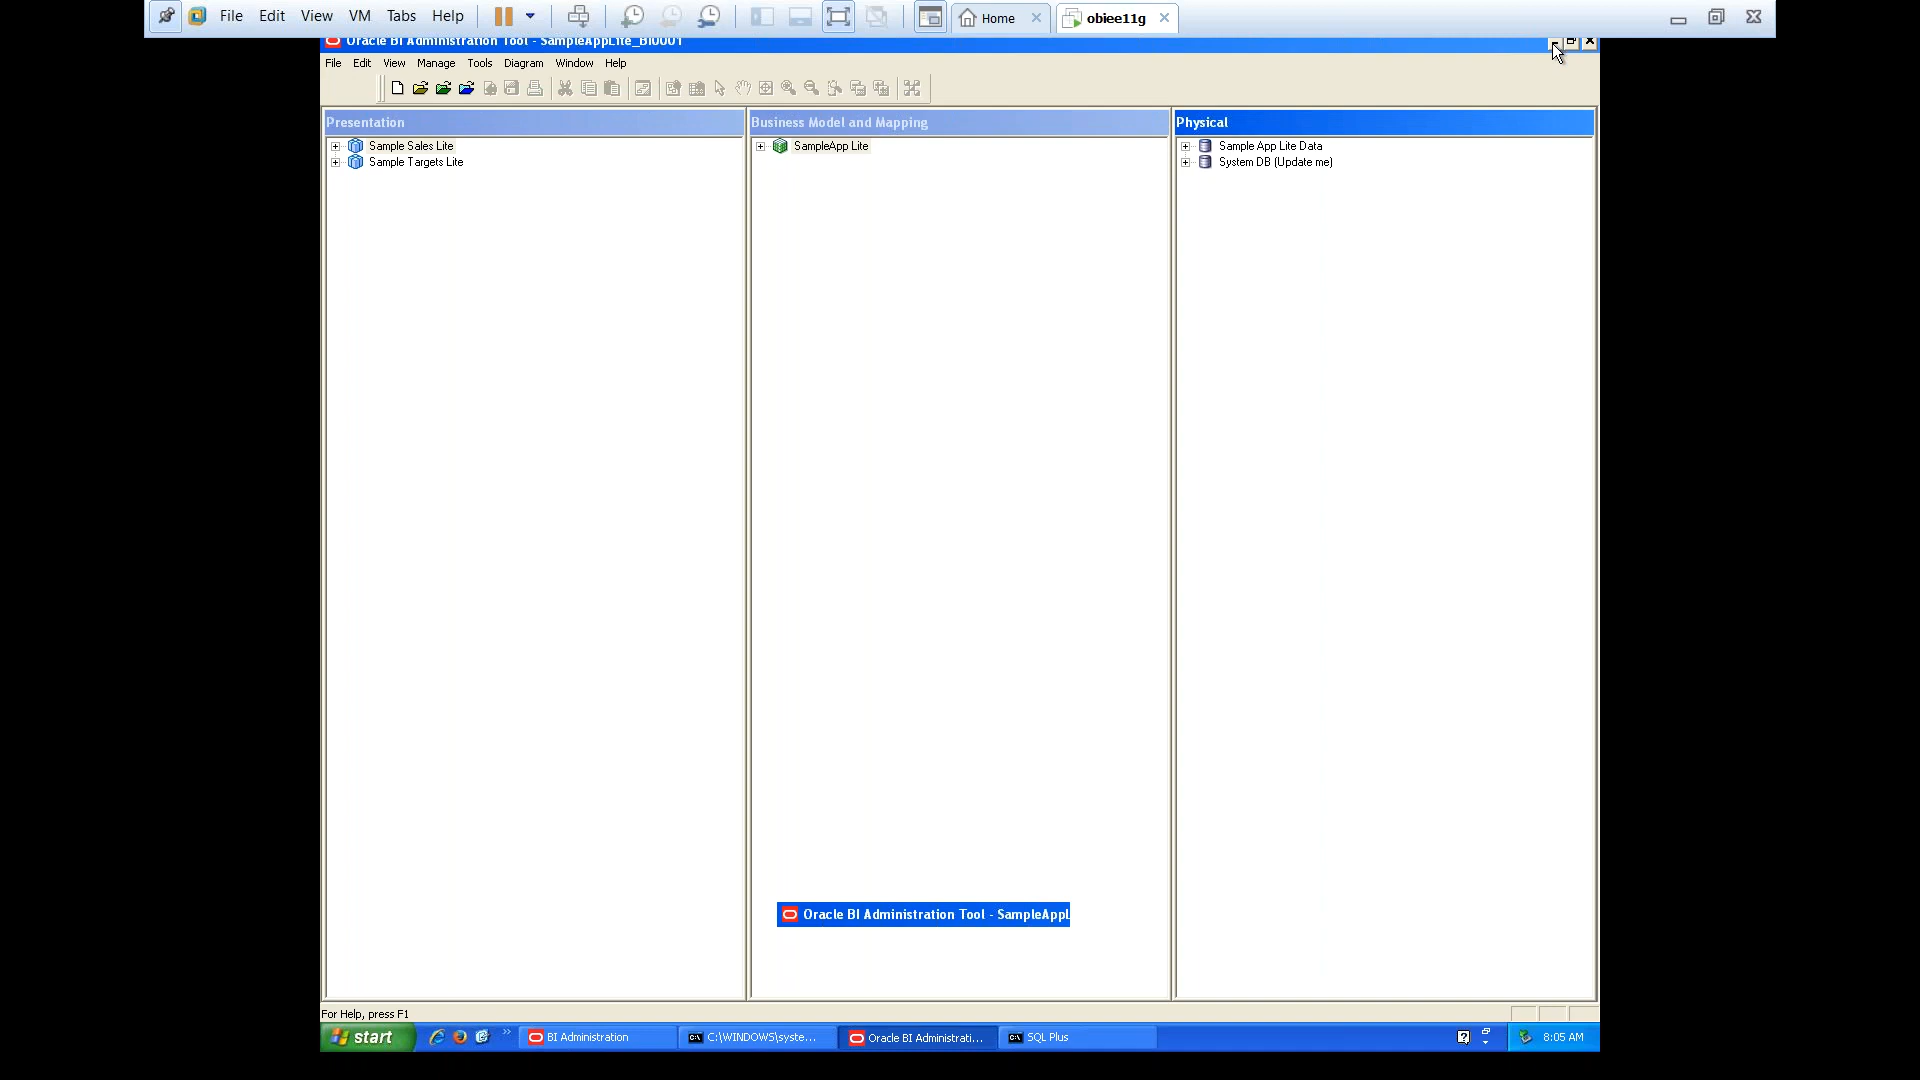 File Edit View VM Tabs Help Home obiee11g
Oracle BI Administration Tool - SampleAppLite_BI0001
File Edit View Manage Tools Diagram Window Help
Presentation
Sample Sales Lite
Sample Targets Lite
Business Model and Mapping
SampleApp Lite
Physical
Sample App Lite Data
System DB (Update me)
Oracle BI Administration Tool - SampleAppL
For Help, press F1
start BI Administration C:\WINDOWS\syste... Oracle BI Administrati... SQL Plus 8:05 AM